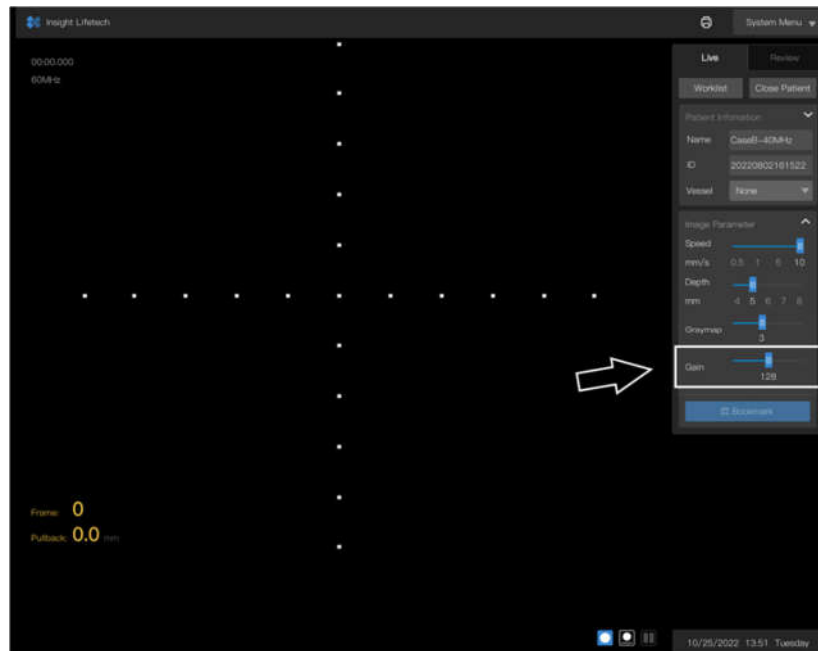 Insight Lifetech
System Menu
00:00.000
60MHz
Live
Review
Worklist
Close Patient
Patient Infomation
Name
CaseB-40MHz
ID
20220802161522
Vessel
None
Image Parameter
Speed
mm/s
0.5 1 5 10
Depth
mm
4 5 6 7 8
Graymap
3
Gain
128
Bookmark
Frame: 0
Pullback: 0.0 mm
10/25/2022 13:51 Tuesday